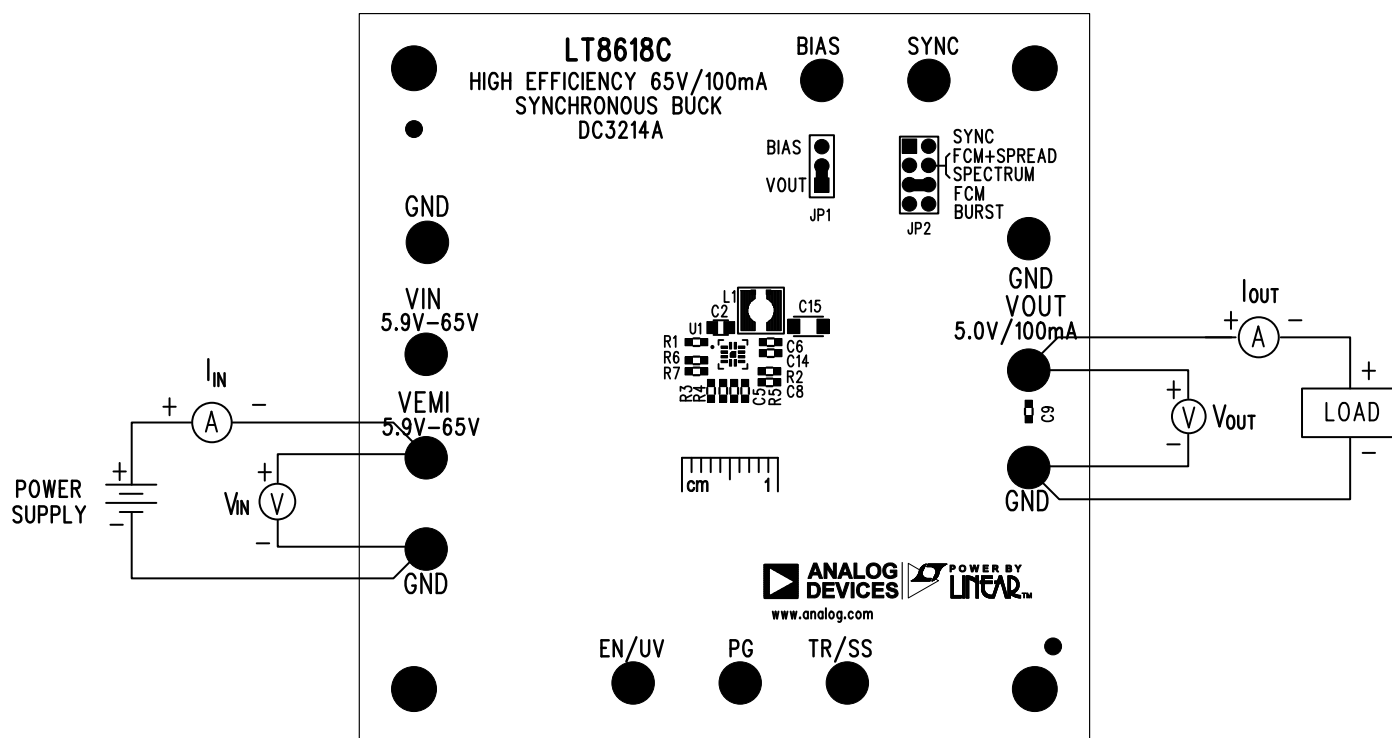 LT8618C
HIGH EFFICIENCY 65V/100mA
SYNCHRONOUS BUCK
DC3214A
BIAS
SYNC
BIAS
VOUT
JP1
SYNC
FCM+SPREAD
SPECTRUM
FCM
BURST
JP2
GND
VIN
5.9V–65V
VEMI
5.9V–65V
GND
IIN
+
–
A
+
–
VIN
V
+
–
POWER
SUPPLY
L1
C2
C15
U1
R1
R6
R7
R3
R4
C6
C14
R2
C8
C5
R5
cm 1
GND
VOUT
5.0V/100mA
C9
GND
IOUT
+
–
A
+
–
V
VOUT
+
–
LOAD
ANALOG
DEVICES
POWER BY
LINEAR™
www.analog.com
EN/UV
PG
TR/SS